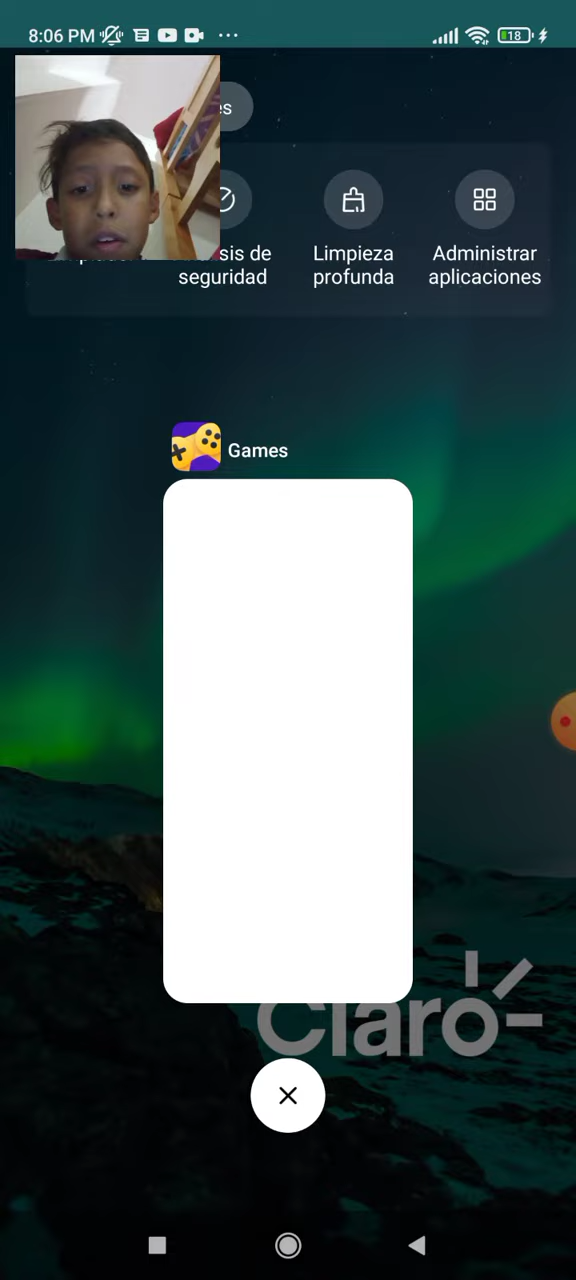 8:06 PM
18
es
sis de
seguridad
Limpieza
profunda
Administrar
aplicaciones
Games
Claro